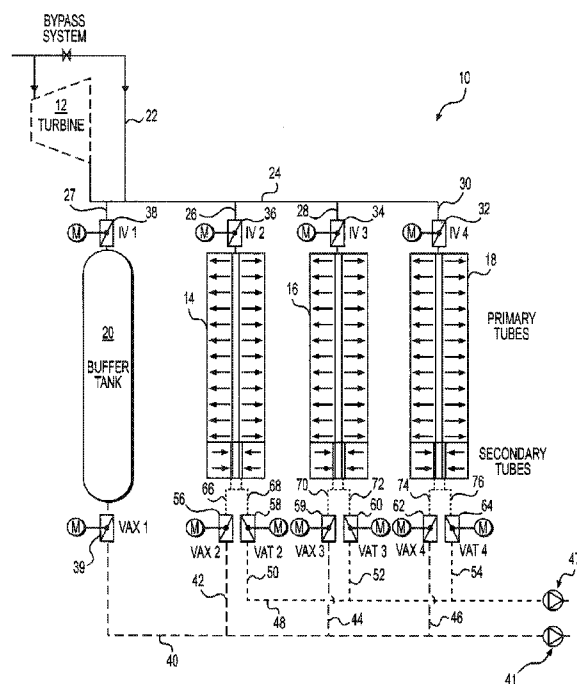 BYPASS
SYSTEM
12
TURBINE
22
10
24
27
38
IV 1
M
26
36
IV 2
M
28
34
IV 3
M
30
32
IV 4
M
18
14
16
20
BUFFER
TANK
PRIMARY
TUBES
SECONDARY
TUBES
66
68
70
72
74
76
56
58
59
60
62
64
M
VAX 1
39
M
VAX 2
M
VAT 2
M
VAX 3
M
VAT 3
M
VAX 4
M
VAT 4
50
52
54
47
42
48
44
46
40
41